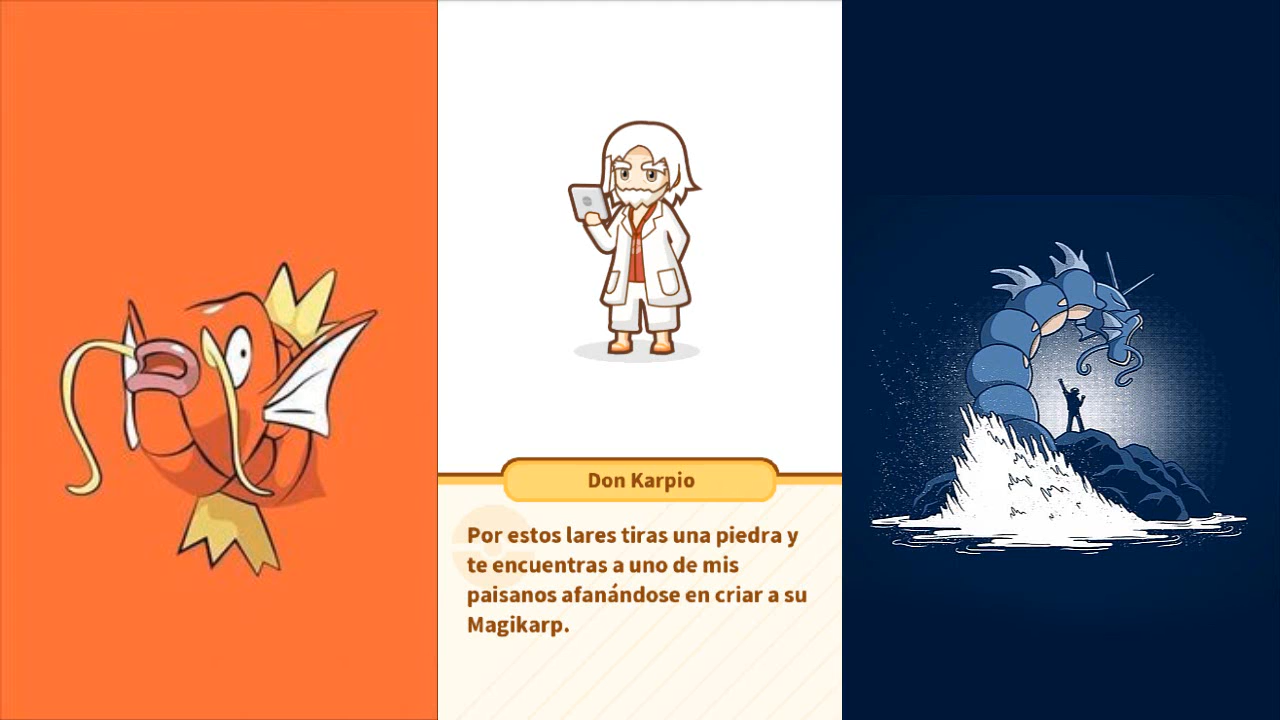 Don Karpio
Por estos lares tiras una piedra y
te encuentras a uno de mis
paisanos afanándose en criar a su
Magikarp.